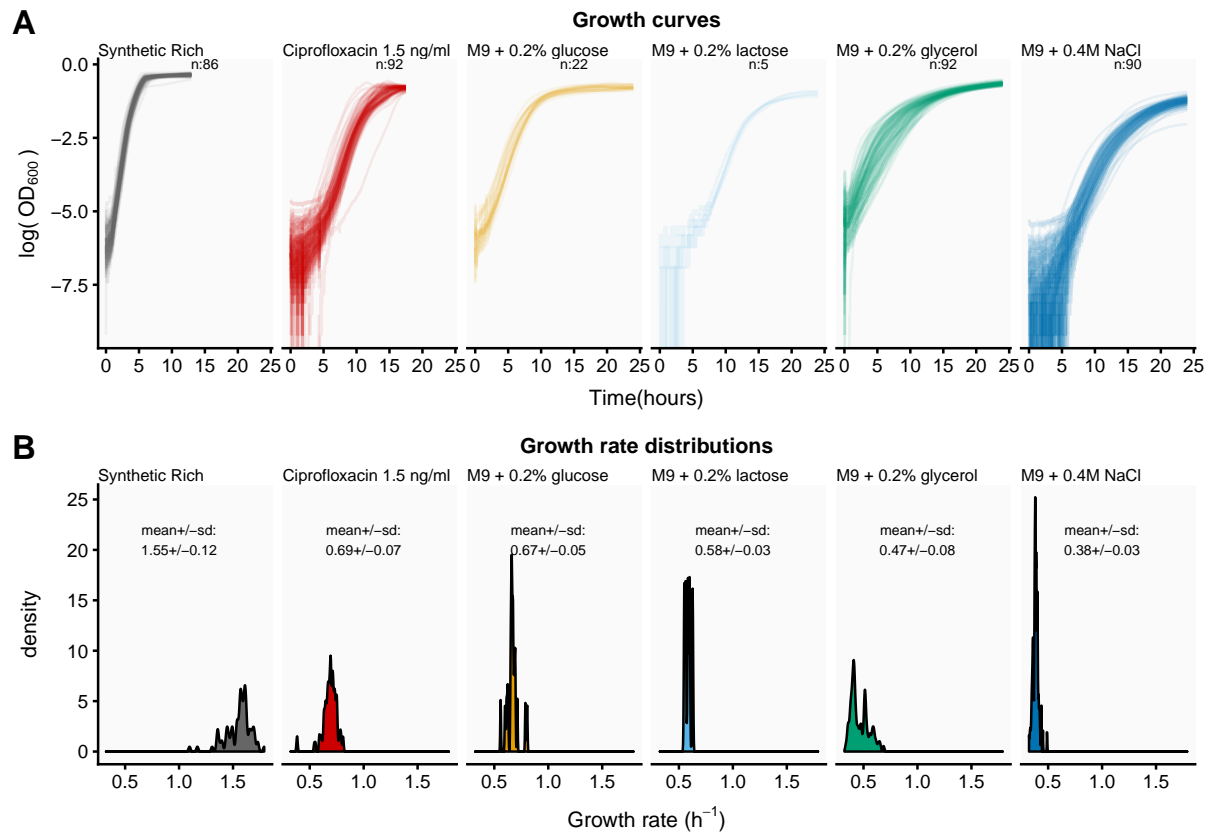 A
Growth curves
Synthetic Rich
Ciprofloxacin 1.5 ng/ml
M9 + 0.2% glucose
M9 + 0.2% lactose
M9 + 0.2% glycerol
M9 + 0.4M NaCl
n:86
n:92
n:22
n:5
n:92
n:90
0.0
−2.5
−5.0
−7.5
log( OD600 )
0 5 10 15 20 25
0 5 10 15 20 25
0 5 10 15 20 25
0 5 10 15 20 25
0 5 10 15 20 25
0 5 10 15 20 25
Time(hours)
B
Growth rate distributions
Synthetic Rich
Ciprofloxacin 1.5 ng/ml
M9 + 0.2% glucose
M9 + 0.2% lactose
M9 + 0.2% glycerol
M9 + 0.4M NaCl
mean+/−sd:
1.55+/−0.12
mean+/−sd:
0.69+/−0.07
mean+/−sd:
0.67+/−0.05
mean+/−sd:
0.58+/−0.03
mean+/−sd:
0.47+/−0.08
mean+/−sd:
0.38+/−0.03
25
20
15
10
5
0
density
0.5 1.0 1.5
0.5 1.0 1.5
0.5 1.0 1.5
0.5 1.0 1.5
0.5 1.0 1.5
0.5 1.0 1.5
Growth rate (h−1)